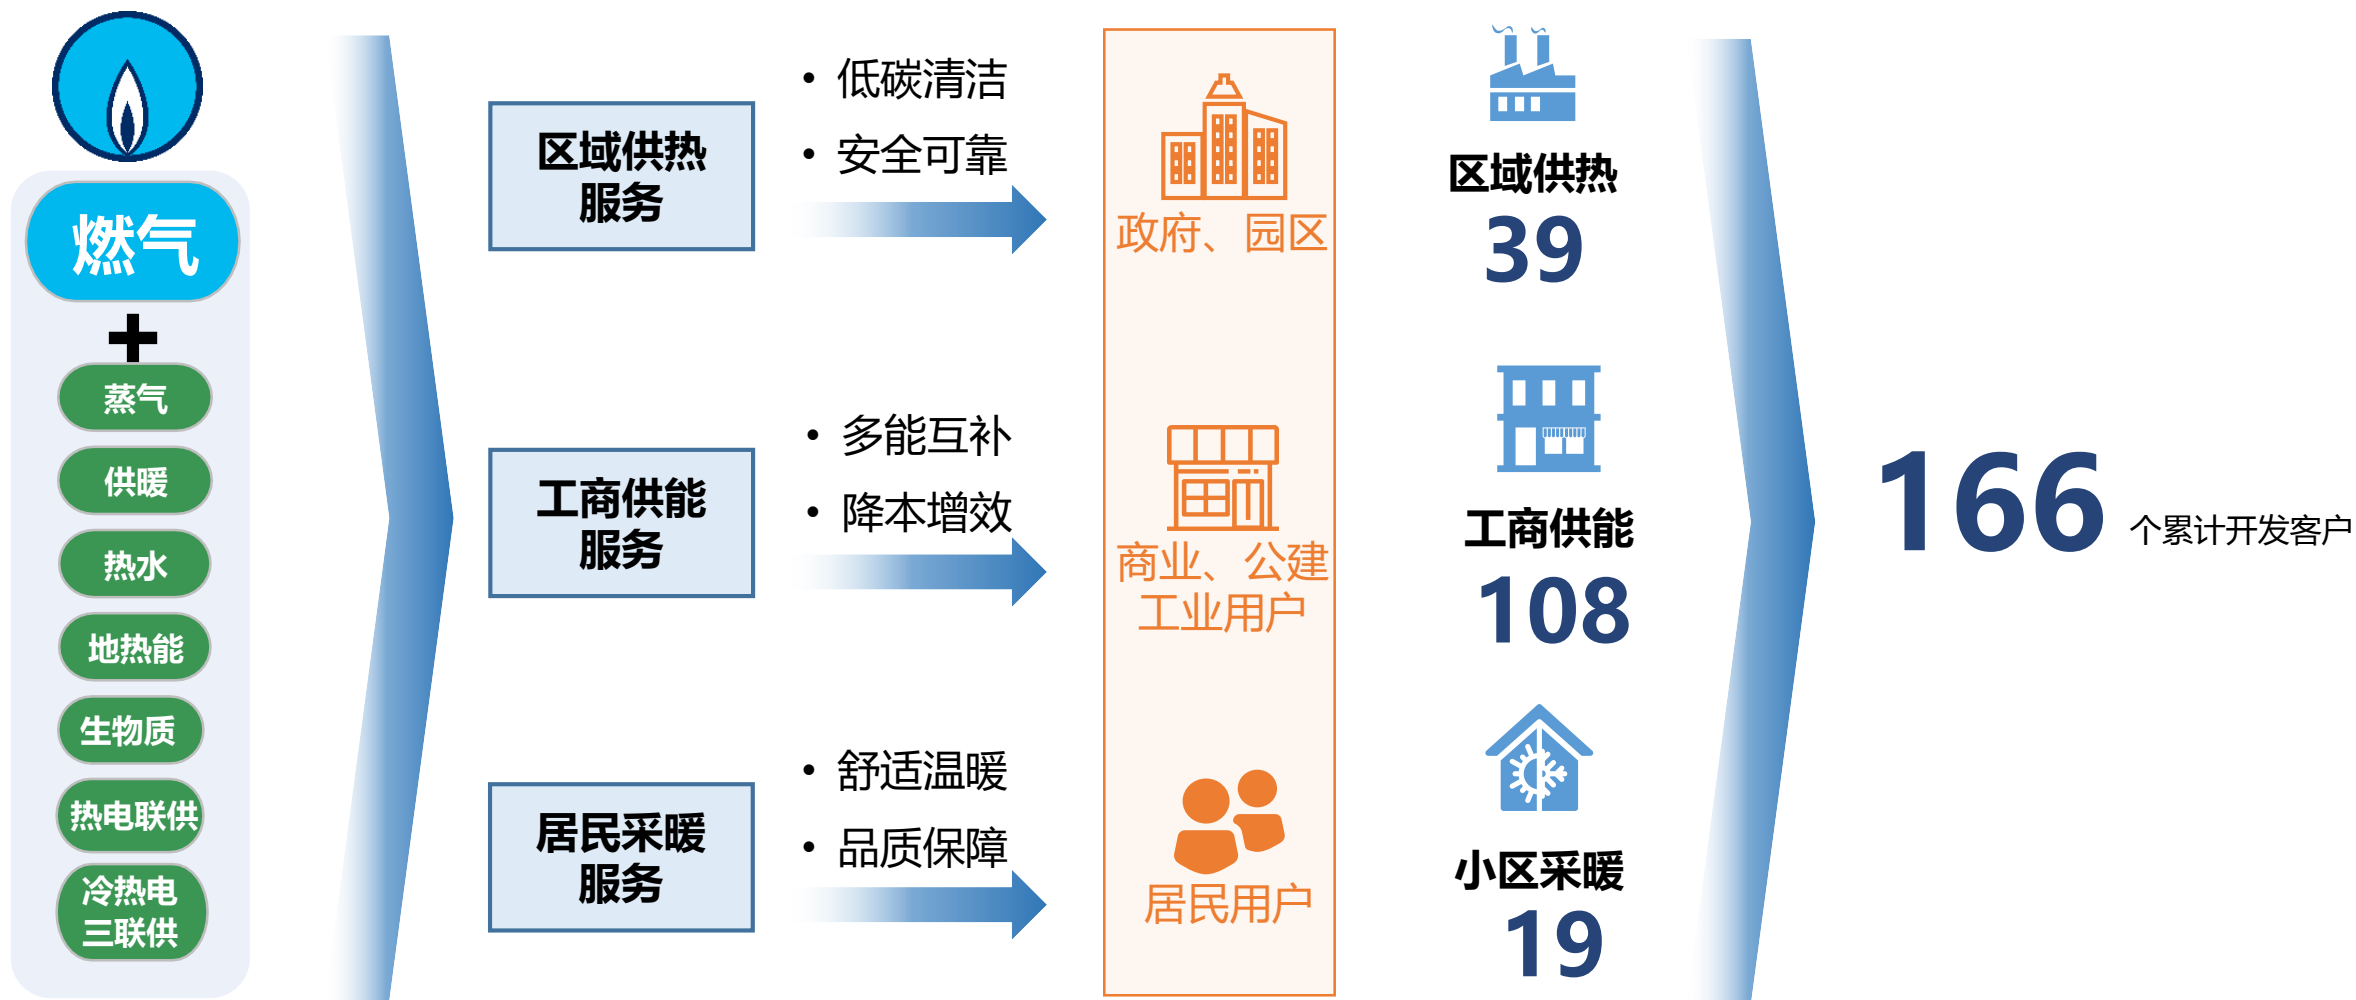 燃气
+
蒸气
供暖
热水
地热能
生物质
热电联供
冷热电
三联供
区域供热
服务
• 低碳清洁
• 安全可靠
政府、园区
区域供热
39
工商供能
服务
• 多能互补
• 降本增效
商业、公建
工业用户
工商供能
108
居民采暖
服务
• 舒适温暖
• 品质保障
居民用户
小区采暖
19
166 个累计开发客户